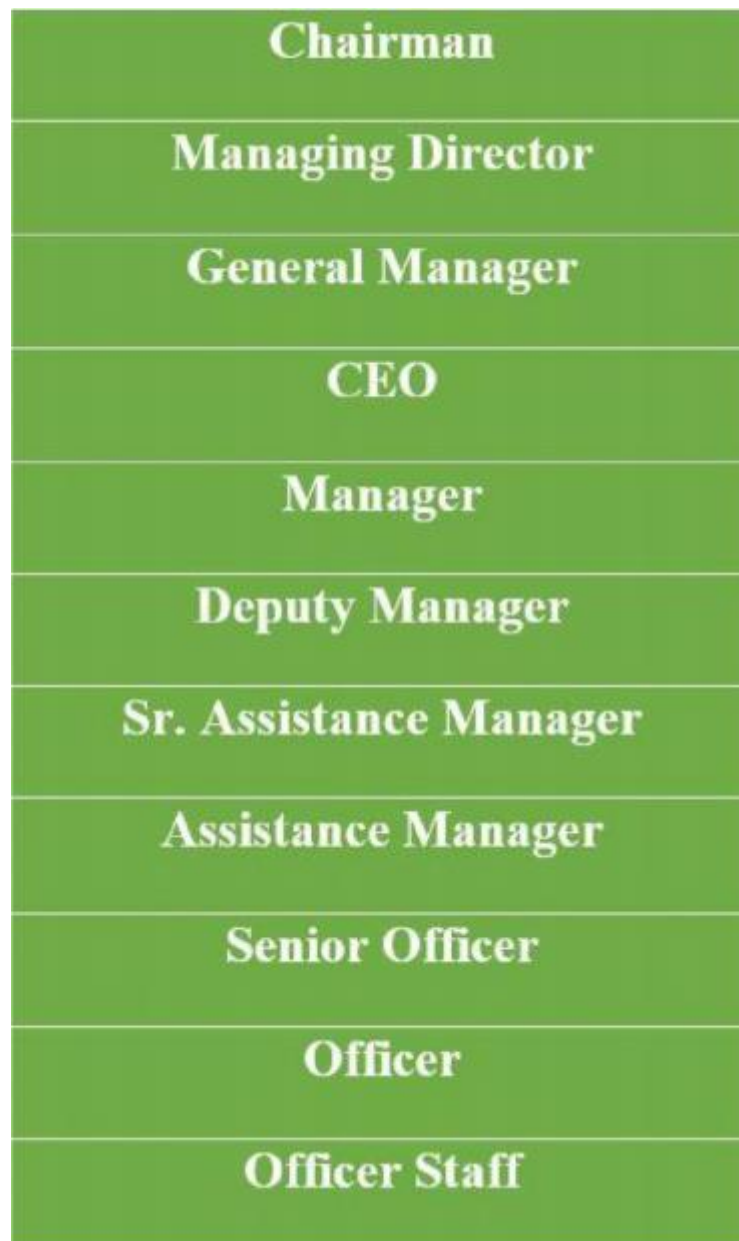 Chairman
Managing Director
General Manager
CEO
Manager
Deputy Manager
Sr. Assistance Manager
Assistance Manager
Senior Officer
Officer
Officer Staff